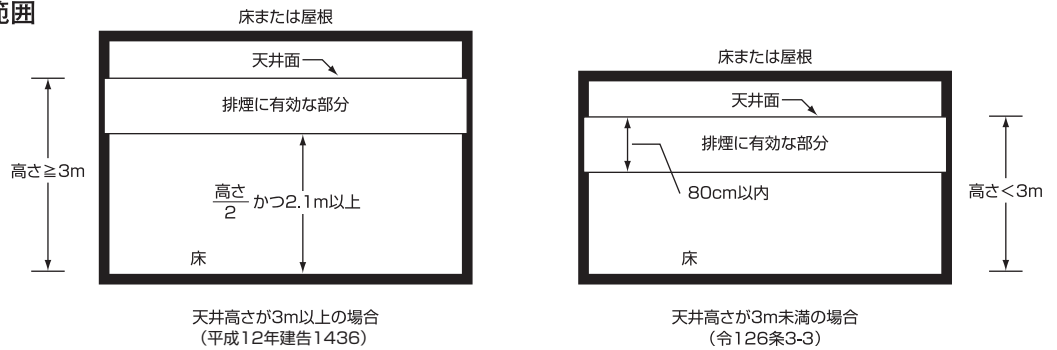 範囲
床または屋根
天井面
排煙に有効な部分
高さ≧3m
高さ/2 かつ2.1m以上
床
天井高さが3m以上の場合
(平成12年建告1436)
床または屋根
天井面
排煙に有効な部分
80cm以内
高さ<3m
床
天井高さが3m未満の場合
(令126条3-3)